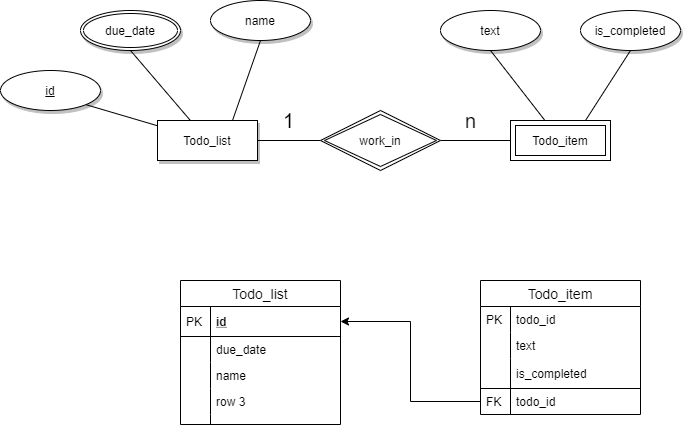 name
due_date
text
is_completed
id
Todo_list
1
work_in
n
Todo_item
Todo_list
PK id
due_date
name
row 3
Todo_item
PK todo_id
text
is_completed
FK todo_id